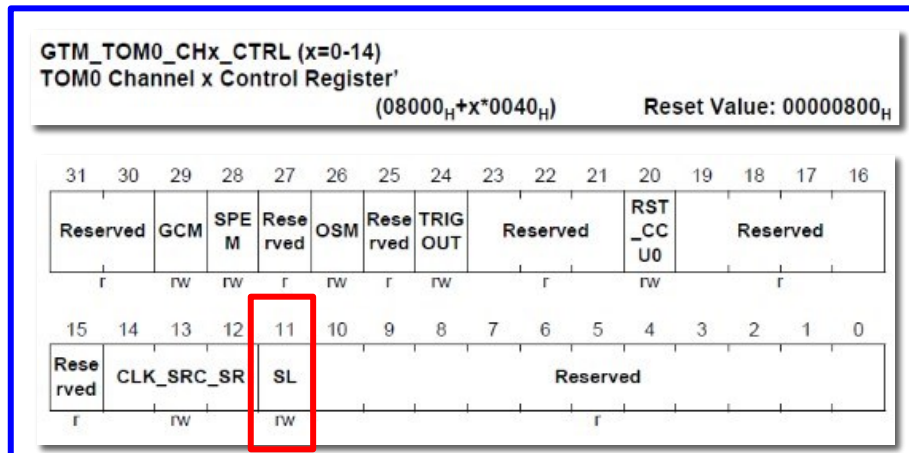 GTM_TOM0_CHx_CTRL (x=0-14)
TOM0 Channel x Control Register’
(08000H+x*0040H) Reset Value: 00000800H
31 30 29 28 27 26 25 24 23 22 21 20 19 18 17 16
Reserved GCM SPE M Rese rved OSM Rese rved TRIG OUT Reserved RST _CC U0 Reserved
r rw rw r rw r rw r rw r
15 14 13 12 11 10 9 8 7 6 5 4 3 2 1 0
Rese rved CLK_SRC_SR SL Reserved
r rw rw r